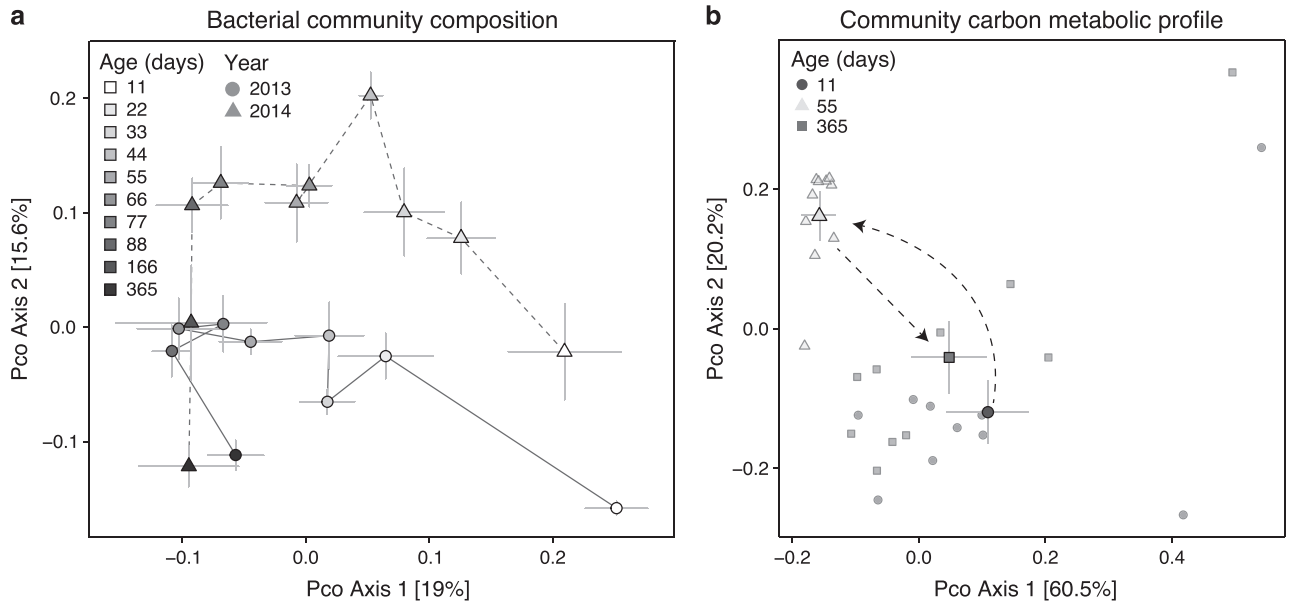 a
Bacterial community composition
Age (days)
11
22
33
44
55
66
77
88
166
365
Year
2013
2014
0.2
0.1
0.0
−0.1
Pco Axis 2 [15.6%]
−0.1
0.0
0.1
0.2
Pco Axis 1 [19%]
b
Community carbon metabolic profile
Age (days)
11
55
365
0.2
0.0
−0.2
Pco Axis 2 [20.2%]
−0.2
0.0
0.2
0.4
Pco Axis 1 [60.5%]